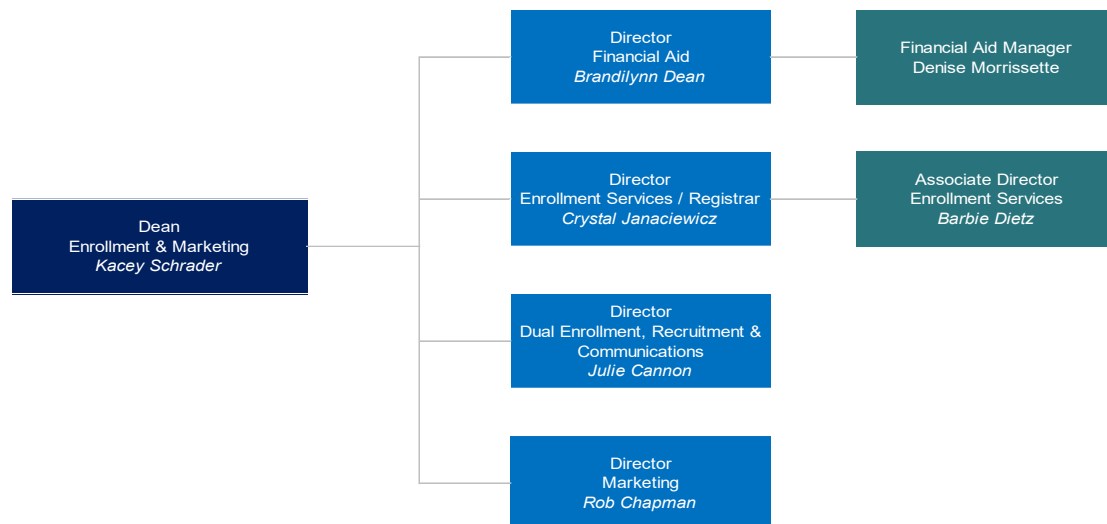 Director
Financial Aid
Brandilynn Dean
Financial Aid Manager
Denise Morrissette
Director
Enrollment Services / Registrar
Crystal Janaciewicz
Associate Director
Enrollment Services
Barbie Dietz
Dean
Enrollment & Marketing
Kacey Schrader
Director
Dual Enrollment, Recruitment &
Communications
Julie Cannon
Director
Marketing
Rob Chapman